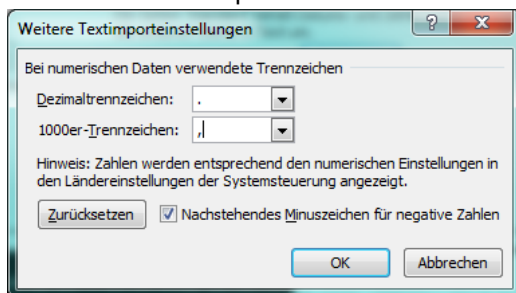 Weitere Textimporteinstellungen
Bei numerischen Daten verwendete Trennzeichen
Dezimaltrennzeichen: .
1000er-Trennzeichen: ,
Hinweis: Zahlen werden entsprechend den numerischen Einstellungen in
den Ländereinstellungen der Systemsteuerung angezeigt.
Zurücksetzen Nachstehendes Minuszeichen für negative Zahlen
OK Abbrechen